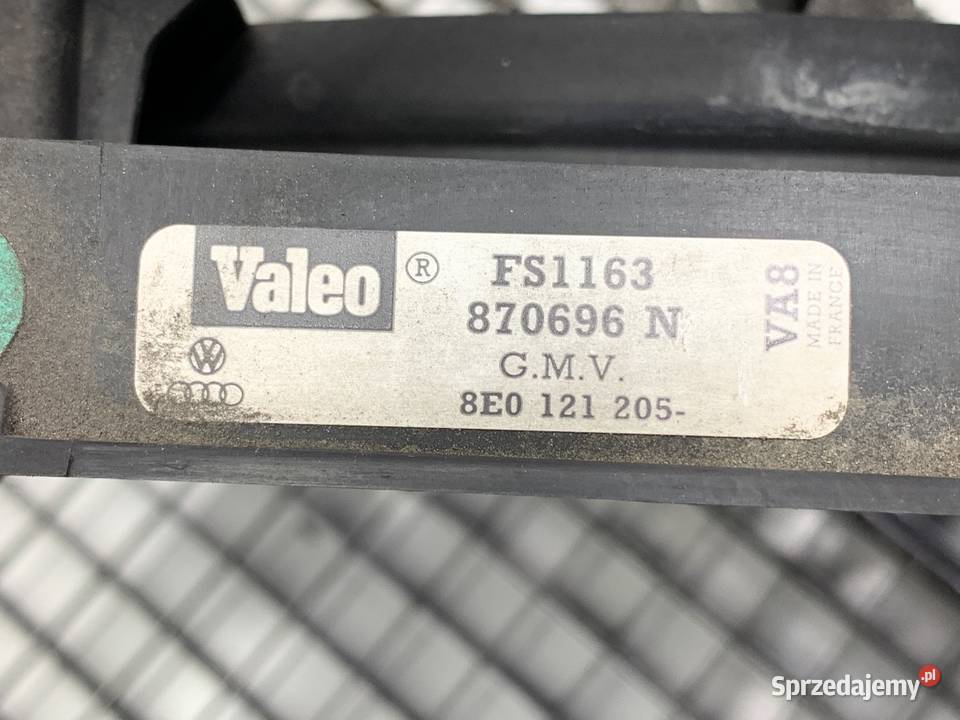 Valeo ® FS1163
870696 N
G.M.V.
8E0 121 205-
VA8
MADE IN
FRANCE
Sprzedajemy.pl